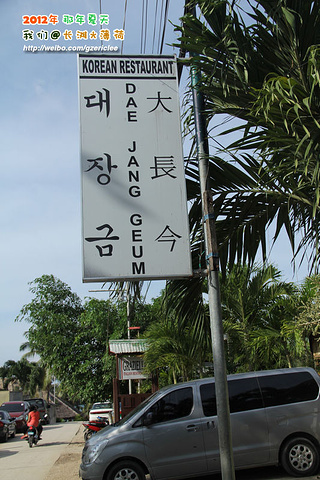 2012年 那年夏天
我们@长 薄荷
http://weibo.com/gzericlee
KOREAN RESTAURANT
대장금
DAE JANG GEUM
大長今